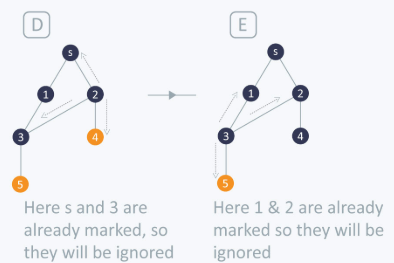 D
E
s
s
1
2
1
2
3
4
3
4
5
5
Here s and 3 are
already marked, so
they will be ignored
Here 1 & 2 are already
marked so they will be
ignored